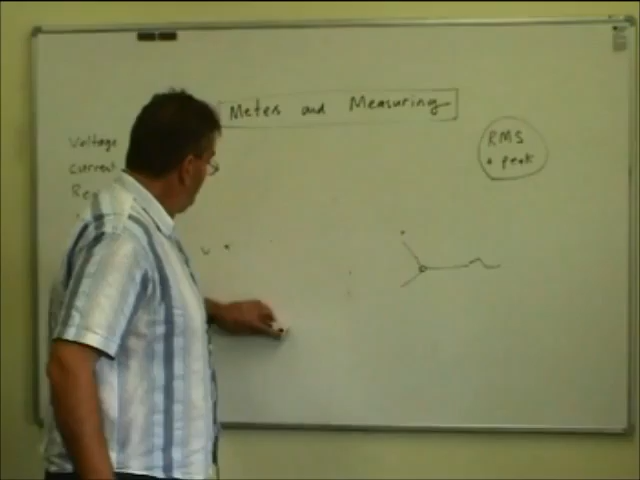 Meters and Measuring
Voltage
Current
RMS
+ peak